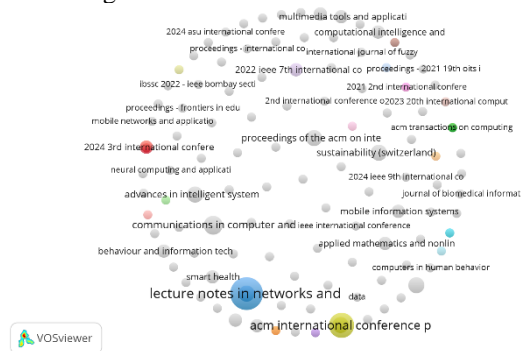 multimedia tools and applicati
2024 asu international confere
computational intelligence and
proceedings - international co
international journal of fuzzy
2022 ieee 7th international co
proceedings - 2021 19th oits i
ibssc 2022 - ieee bombay secti
2021 2nd international confere
2nd international conference o
2023 20th international comput
proceedings - frontiers in edu
mobile networks and applicatio
acm transactions on computing
proceedings of the acm on inte
2024 3rd international confere
sustainability (switzerland)
neural computing and applicati
2024 ieee 9th international co
advances in intelligent system
journal of biomedical informat
mobile information systems
communications in computer and
ieee international conference
applied mathematics and nonlin
behaviour and information tech
computers in human behavior
smart health
lecture notes in networks and
data
acm international conference p
VOSviewer